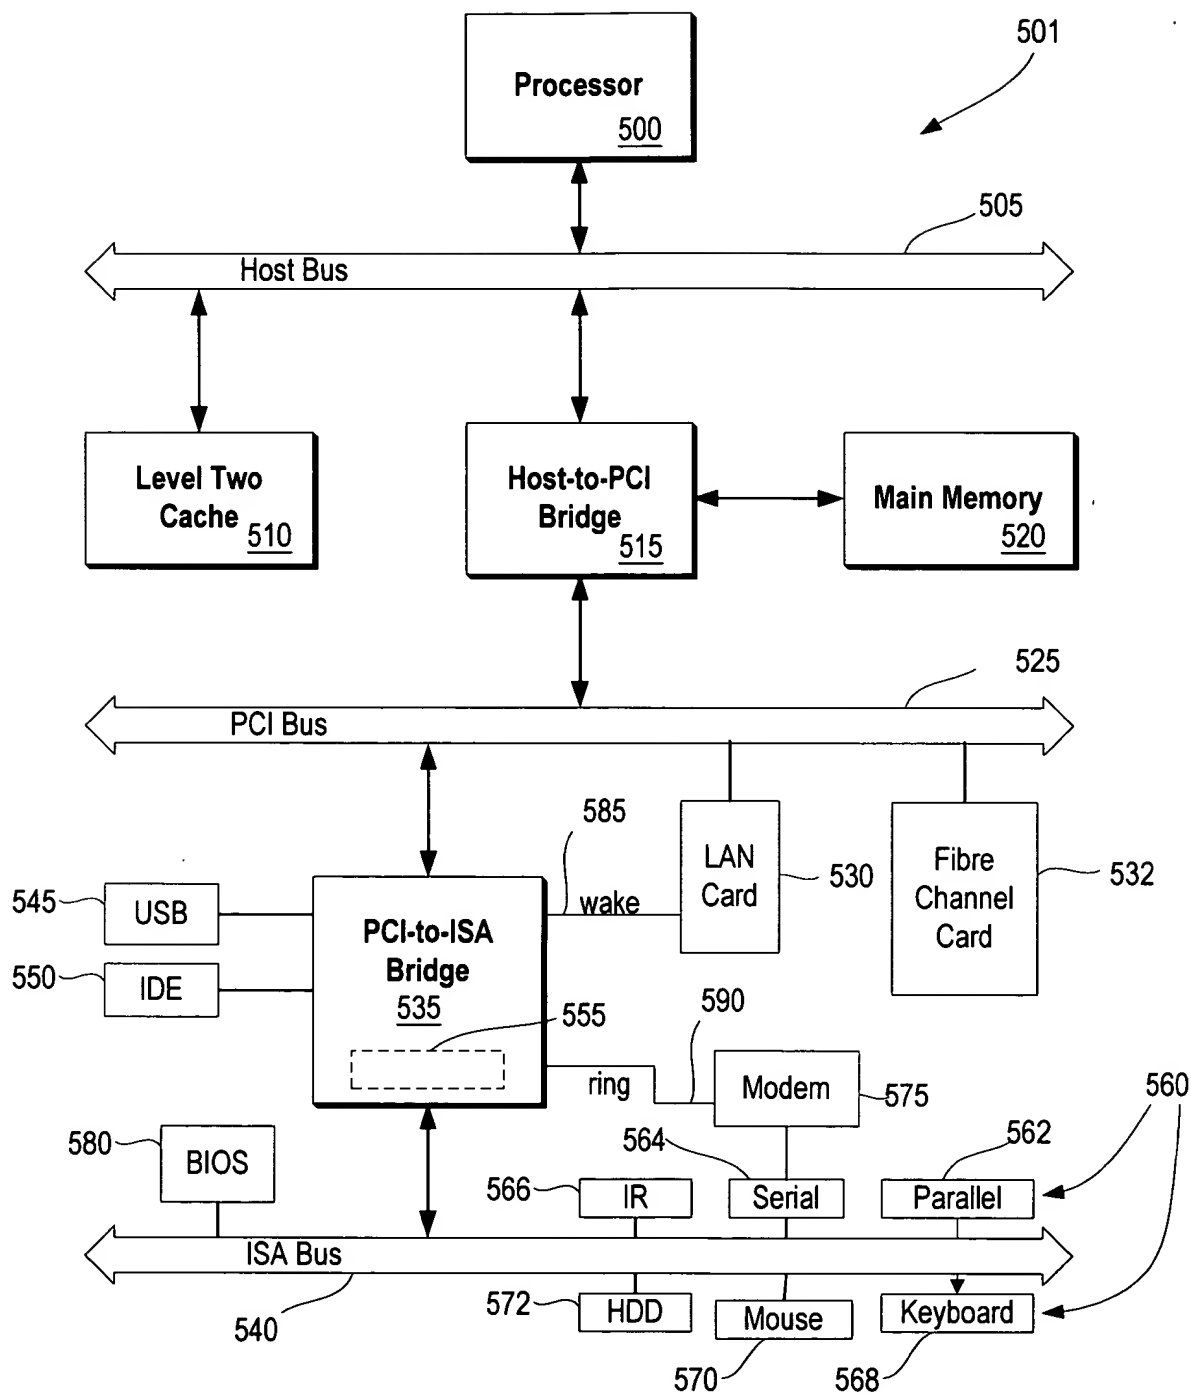 501
Processor
500
505
Host Bus
Level Two
Cache
510
Host-to-PCI
Bridge
515
Main Memory
520
525
PCI Bus
585
LAN
Card
530
Fibre
Channel
Card
532
545
USB
wake
PCI-to-ISA
Bridge
535
550
IDE
555
590
ring
Modem
575
560
580
BIOS
564
562
566
IR
Serial
Parallel
ISA Bus
540
572
HDD
Mouse
Keyboard
570
568